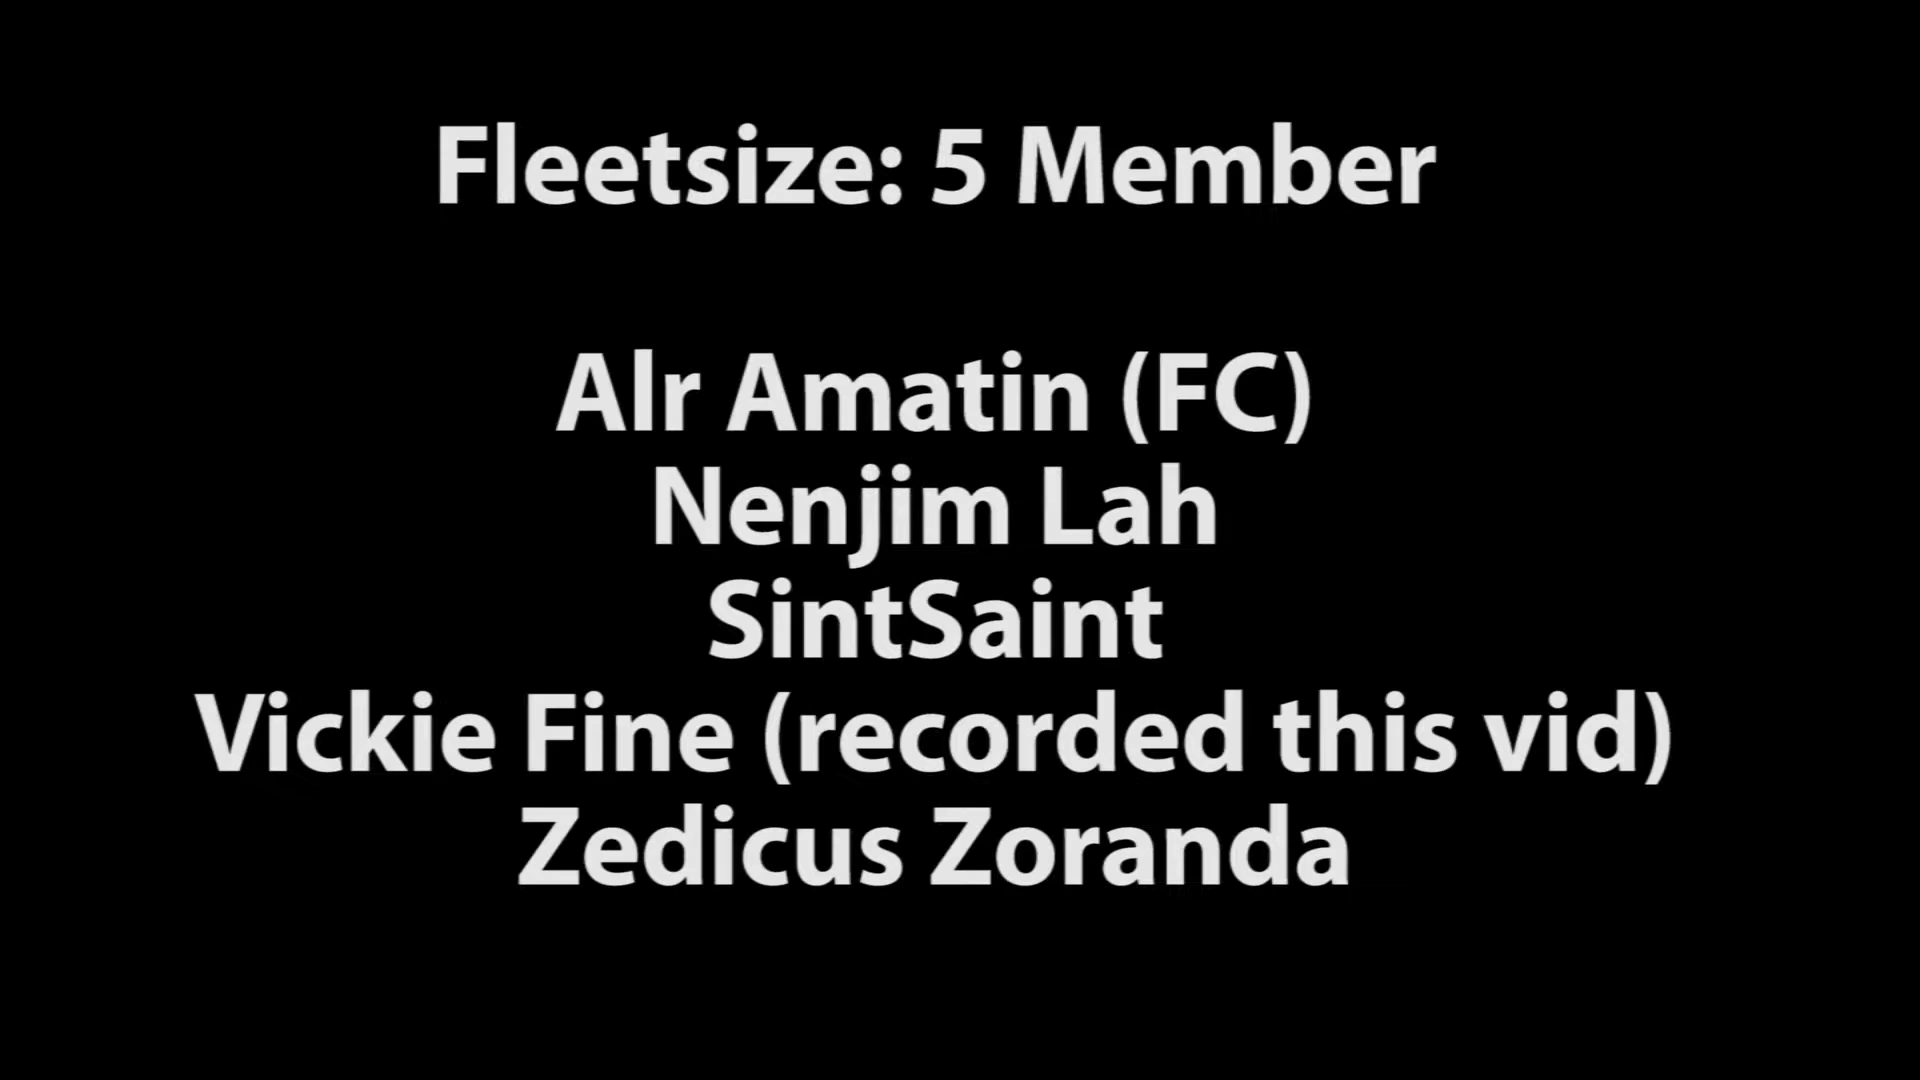 Fleetsize: 5 Member
Alr Amatin (FC)
Nenjim Lah
SintSaint
Vickie Fine (recorded this vid)
Zedicus Zoranda